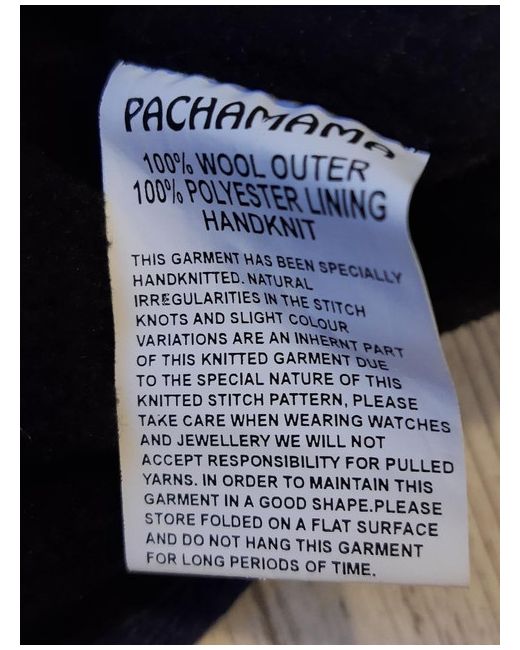 PACHAMAMA
100% WOOL OUTER
100% POLYESTER LINING
HANDKNIT
THIS GARMENT HAS BEEN SPECIALLY
HANDKNITTED. NATURAL
IRREGULARITIES IN THE STITCH
KNOTS AND SLIGHT COLOUR
VARIATIONS ARE AN INHERNT PART
OF THIS KNITTED GARMENT DUE
TO THE SPECIAL NATURE OF THIS
KNITTED STITCH PATTERN, PLEASE
TAKE CARE WHEN WEARING WATCHES
AND JEWELLERY WE WILL NOT
ACCEPT RESPONSIBILITY FOR PULLED
YARNS. IN ORDER TO MAINTAIN THIS
GARMENT IN A GOOD SHAPE.PLEASE
STORE FOLDED ON A FLAT SURFACE
AND DO NOT HANG THIS GARMENT
FOR LONG PERIODS OF TIME.